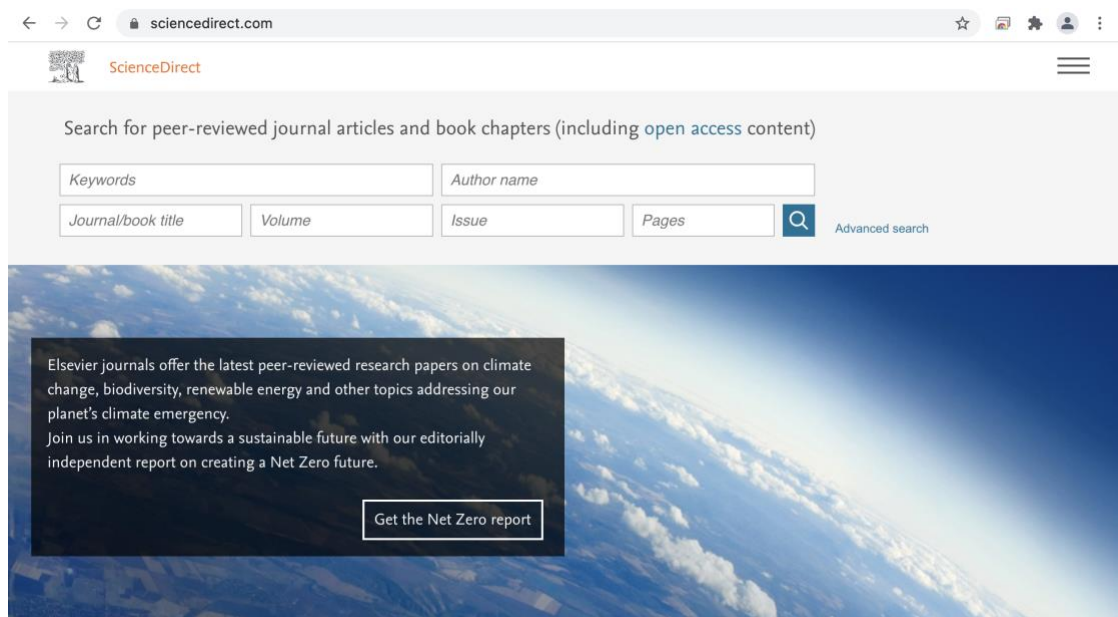 sciencedirect.com
ScienceDirect
Search for peer-reviewed journal articles and book chapters (including open access content)
Keywords
Author name
Journal/book title
Volume
Issue
Pages
Advanced search
Elsevier journals offer the latest peer-reviewed research papers on climate
change, biodiversity, renewable energy and other topics addressing our
planet's climate emergency.
Join us in working towards a sustainable future with our editorially
independent report on creating a Net Zero future.
Get the Net Zero report